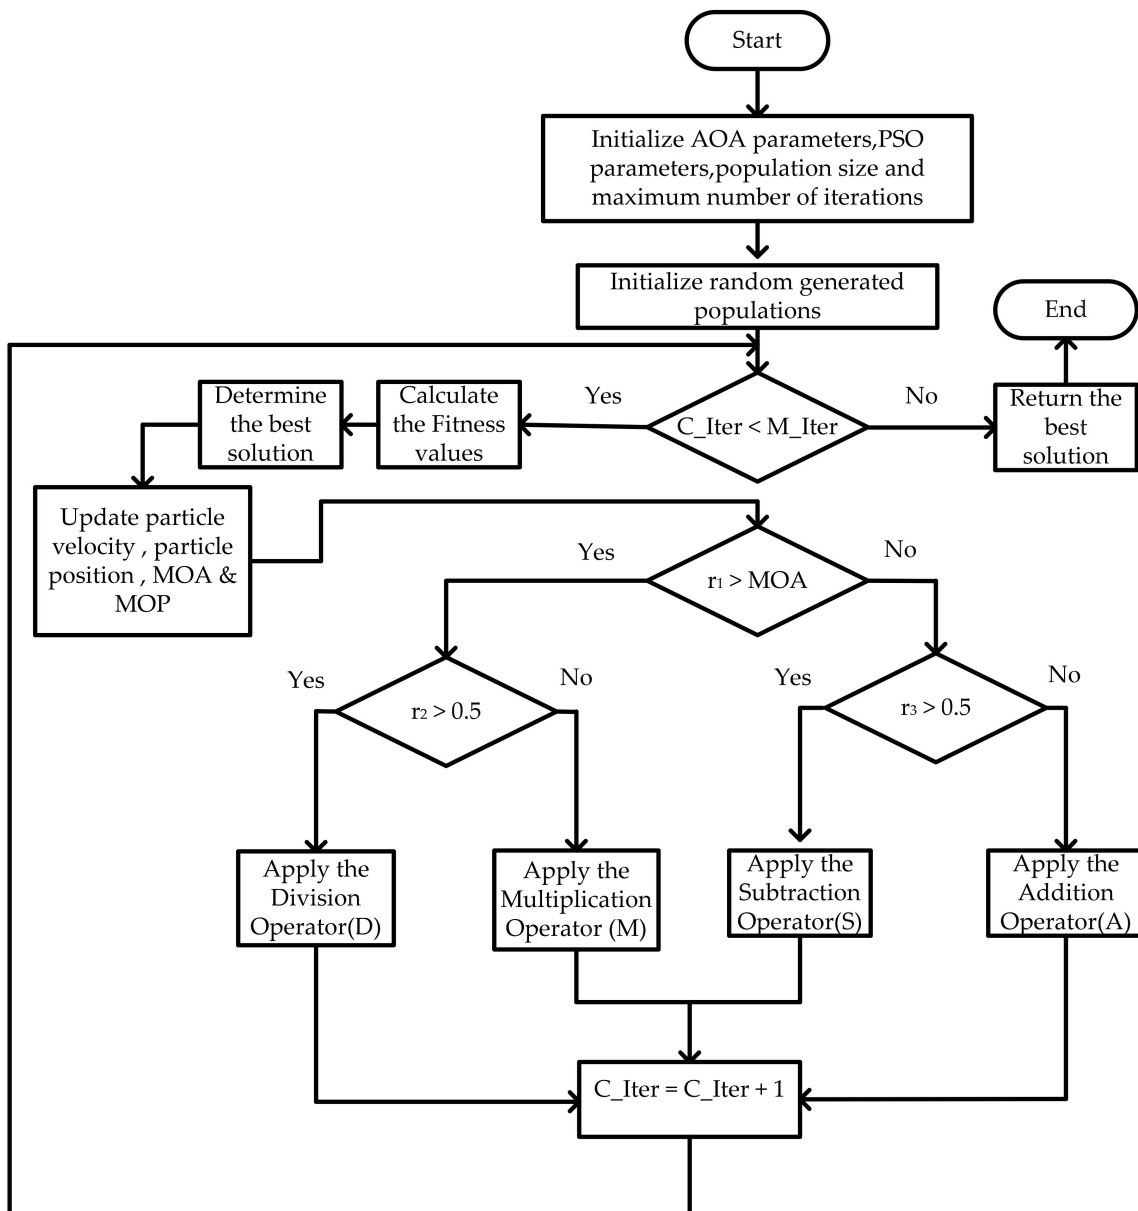 Start
Initialize AOA parameters,PSO
parameters,population size and
maximum number of iterations
Initialize random generated
populations
End
Determine
the best
solution
Calculate
the Fitness
values
Yes
C_Iter < M_Iter
No
Return the
best
solution
Update particle
velocity , particle
position , MOA &
MOP
Yes
r₁ > MOA
No
Yes
r₂ > 0.5
No
Yes
r₃ > 0.5
No
Apply the
Division
Operator(D)
Apply the
Multiplication
Operator (M)
Apply the
Subtraction
Operator(S)
Apply the
Addition
Operator(A)
C_Iter = C_Iter + 1